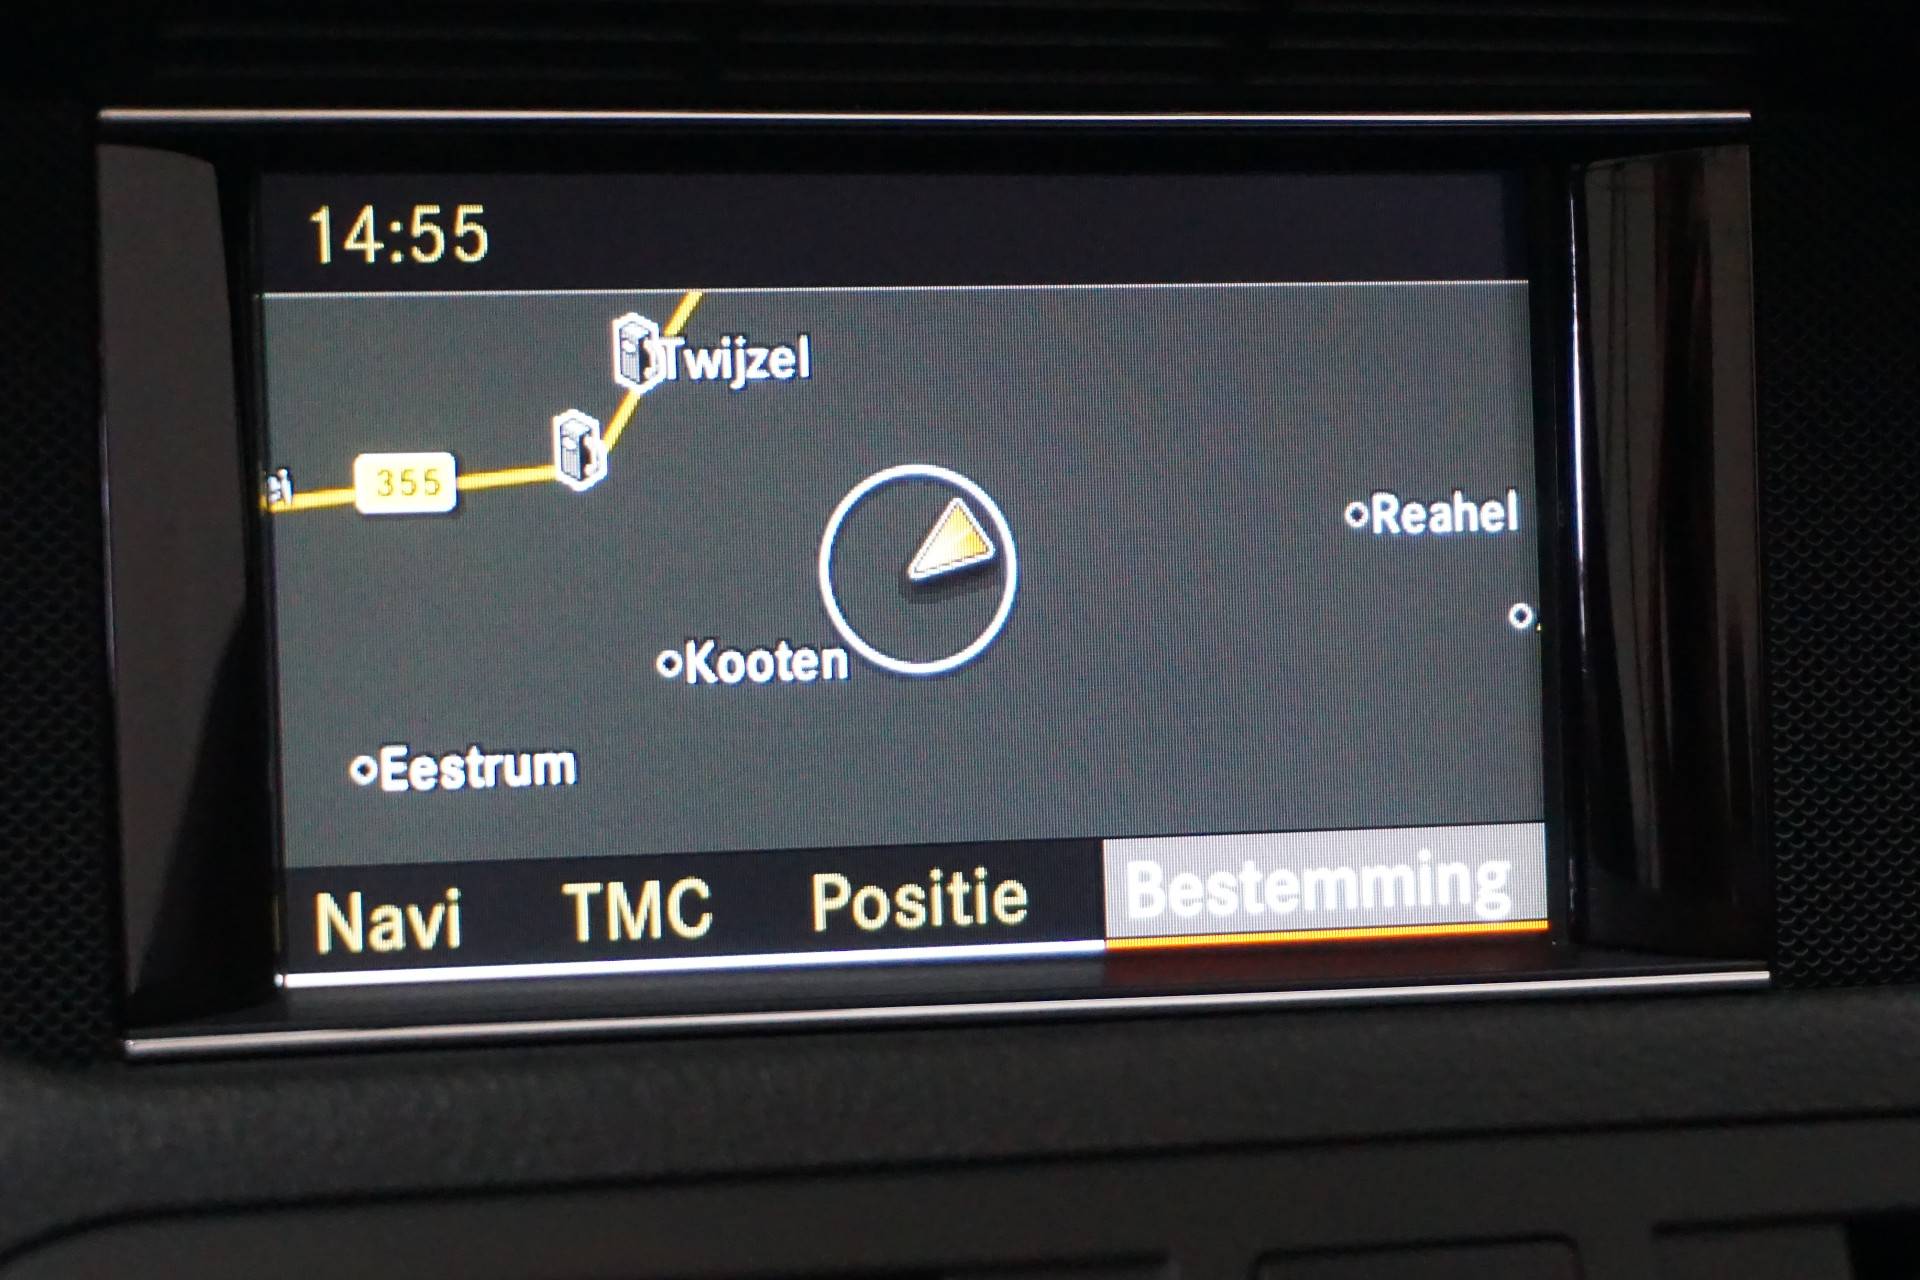 14:55
Twijzel
355
Reahel
Kooten
Eestrum
Navi TMC Positie Bestemming